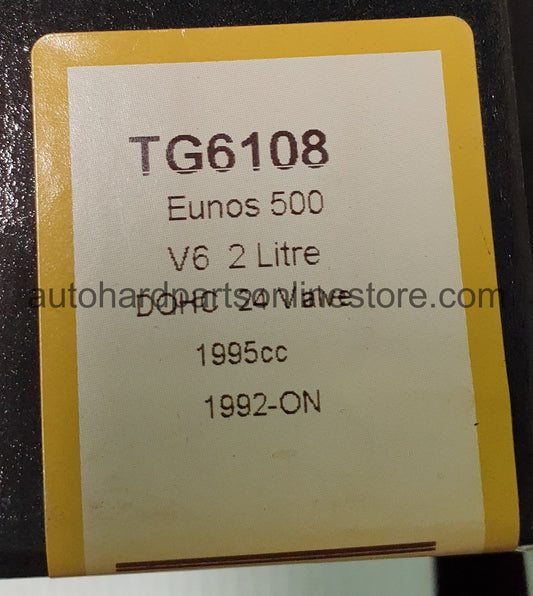 TG6108
Eunos 500
V6 2 Litre
autohardpartsonlinestore.com
DOHC 24 Valve
1995cc
1992-ON